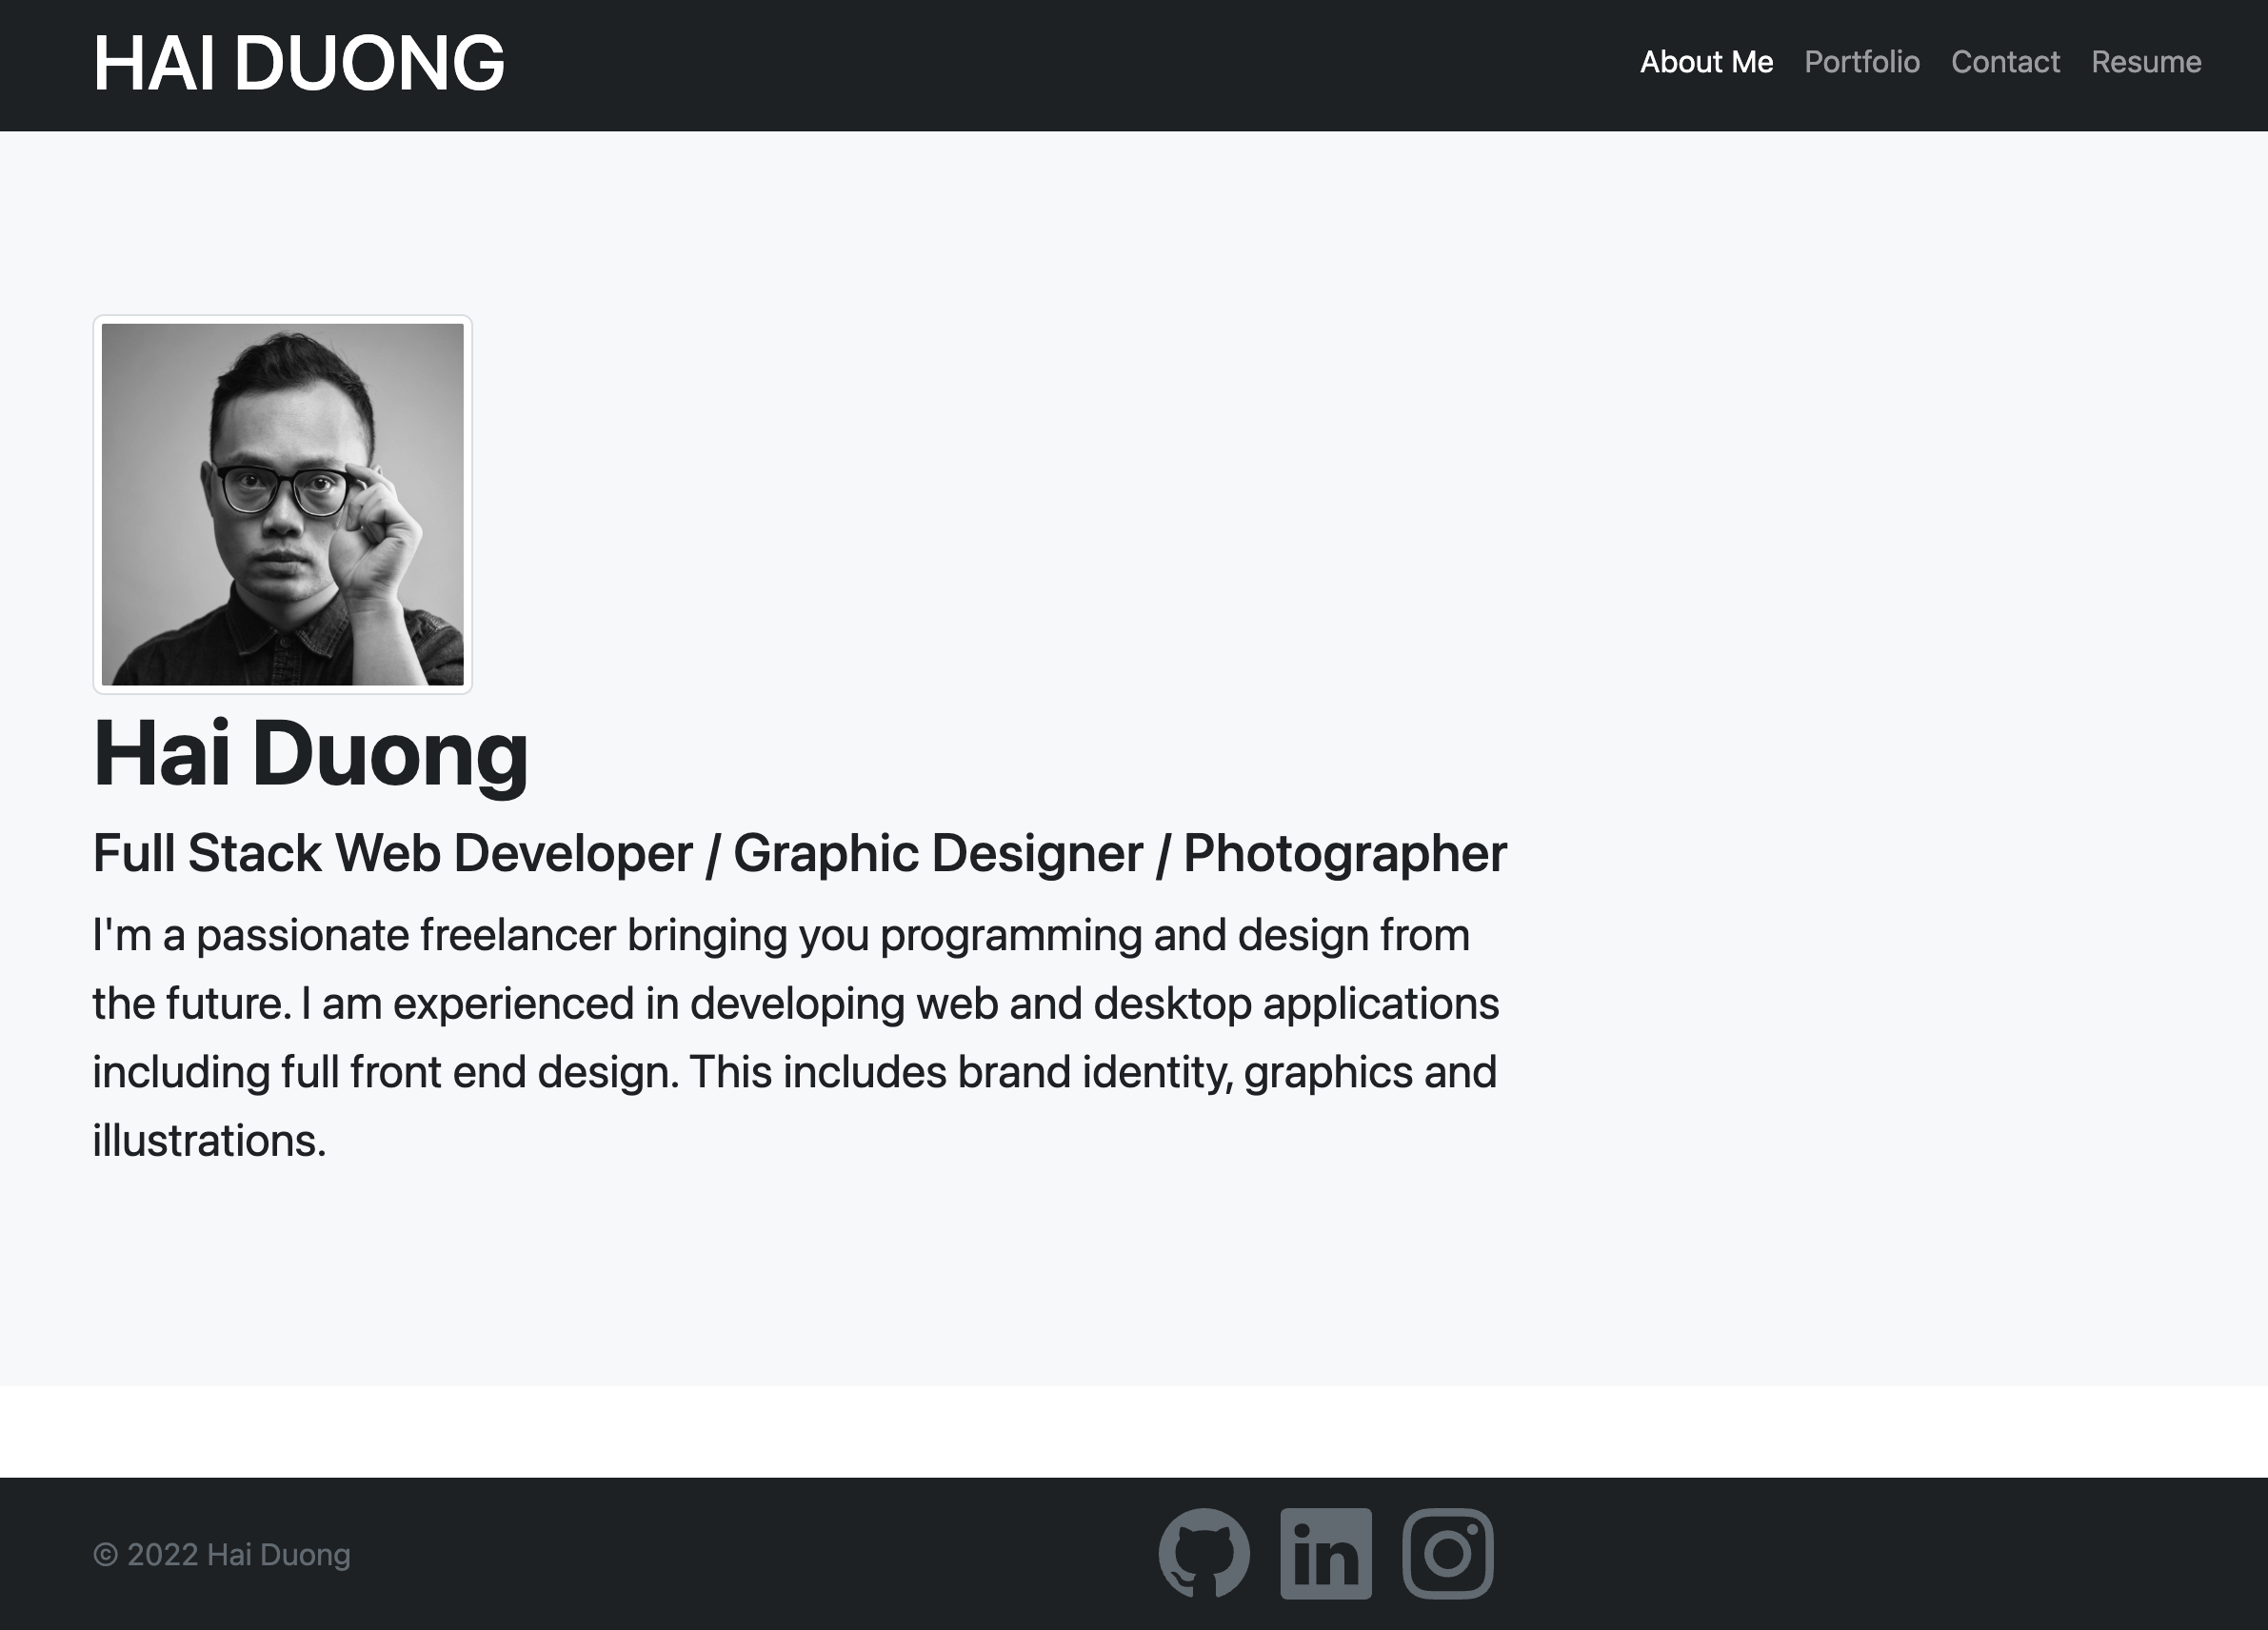 HAI DUONG
About Me Portfolio Contact Resume
Hai Duong
Full Stack Web Developer / Graphic Designer / Photographer
I'm a passionate freelancer bringing you programming and design from
the future. I am experienced in developing web and desktop applications
including full front end design. This includes brand identity, graphics and
illustrations.
© 2022 Hai Duong
in